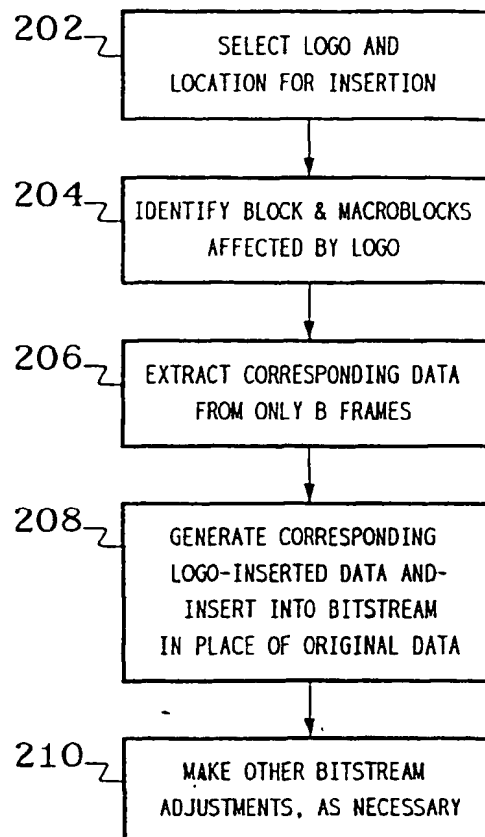 202
SELECT LOGO AND
LOCATION FOR INSERTION
204
IDENTIFY BLOCK & MACROBLOCKS
AFFECTED BY LOGO
206
EXTRACT CORRESPONDING DATA
FROM ONLY B FRAMES
208
GENERATE CORRESPONDING
LOGO-INSERTED DATA AND-
INSERT INTO BITSTREAM
IN PLACE OF ORIGINAL DATA
210
MAKE OTHER BITSTREAM
ADJUSTMENTS, AS NECESSARY